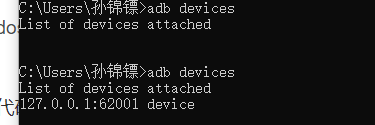 C:\Users\孙锦镖>adb devices
List of devices attached
C:\Users\孙锦镖>adb devices
List of devices attached
127.0.0.1:62001 device